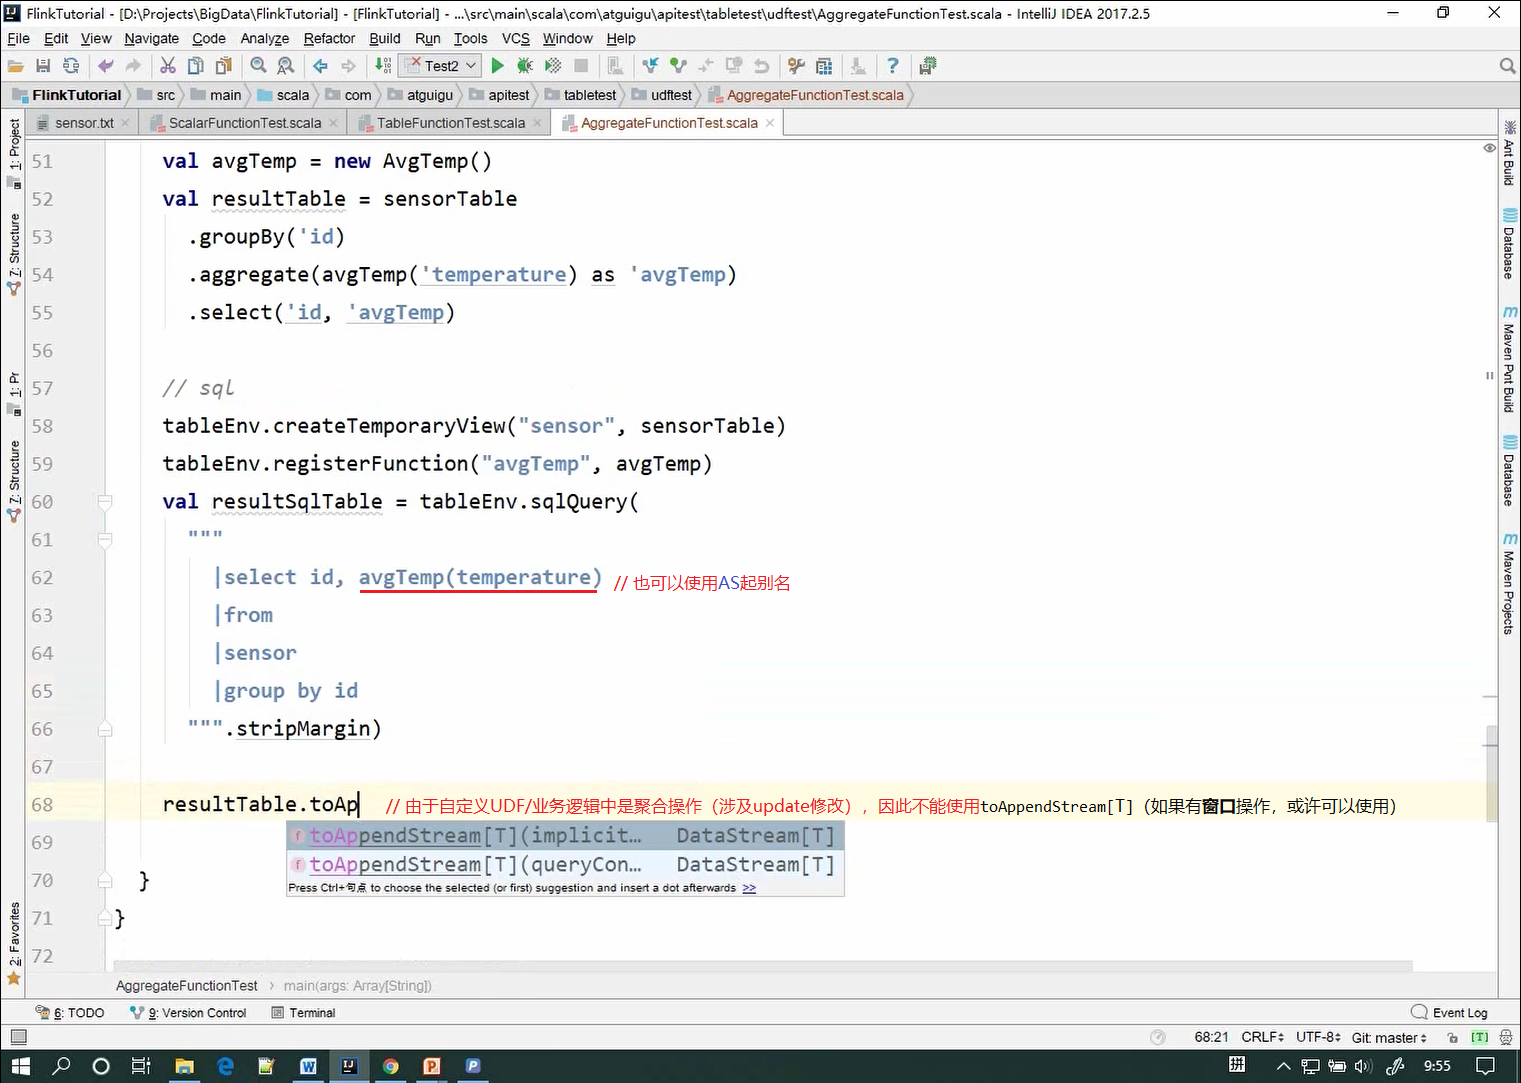 FlinkTutorial - [D:\Projects\BigData\FlinkTutorial] - [FlinkTutorial] - ...\src\main\scala\com\atguigu\apitest\tabletest\udftest\AggregateFunctionTest.scala - IntelliJ IDEA 2017.2.5
File Edit View Navigate Code Analyze Refactor Build Run Tools VCS Window Help
Test2
FlinkTutorial src main scala com atguigu apitest tabletest udftest AggregateFunctionTest.scala
sensor.txt ScalarFunctionTest.scala TableFunctionTest.scala AggregateFunctionTest.scala
1: Project
7: Structure
1: Pr
7: Structure
2: Favorites
51 val avgTemp = new AvgTemp()
52 val resultTable = sensorTable
53 .groupBy('id)
54 .aggregate(avgTemp('temperature) as 'avgTemp)
55 .select('id, 'avgTemp)
56
57 // sql
58 tableEnv.createTemporaryView("sensor", sensorTable)
59 tableEnv.registerFunction("avgTemp", avgTemp)
60 val resultSqlTable = tableEnv.sqlQuery(
61 """
62 |select id, avgTemp(temperature) // 也可以使用AS起别名
63 |from
64 |sensor
65 |group by id
66 """.stripMargin)
67
68 resultTable.toAp // 由于自定义UDF/业务逻辑中是聚合操作（涉及update修改），因此不能使用toAppendStream[T]（如果有窗口操作，或许可以使用）
69 toAppendStream[T](implicit... DataStream[T]
toAppendStream[T](queryCon... DataStream[T]
Press Ctrl+句点 to choose the selected (or first) suggestion and insert a dot afterwards >>
70 }
71 }
72
Ant Build
Database
Maven Pnt Build
Database
Maven Projects
AggregateFunctionTest › main(args: Array[String])
6: TODO 9: Version Control Terminal Event Log
68:21 CRLF UTF-8 Git: master [T]
拼 9:55